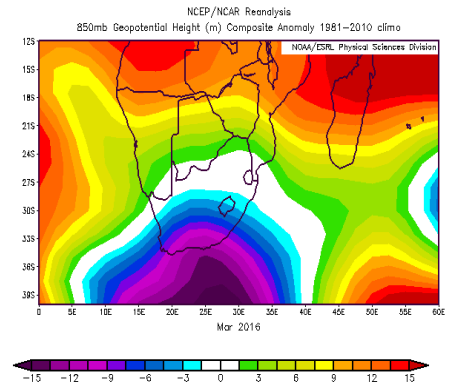 NCEP/NCAR Reanalysis
850mb Geopotential Height (m) Composite Anomaly 1981-2010 climo
NOAA/ESRL Physical Sciences Division
12S
15S
18S
21S
24S
27S
30S
33S
36S
39S
0 5E 10E 15E 20E 25E 30E 35E 40E 45E 50E 55E 60E
Mar 2016
-15 -12 -9 -6 -3 0 3 6 9 12 15